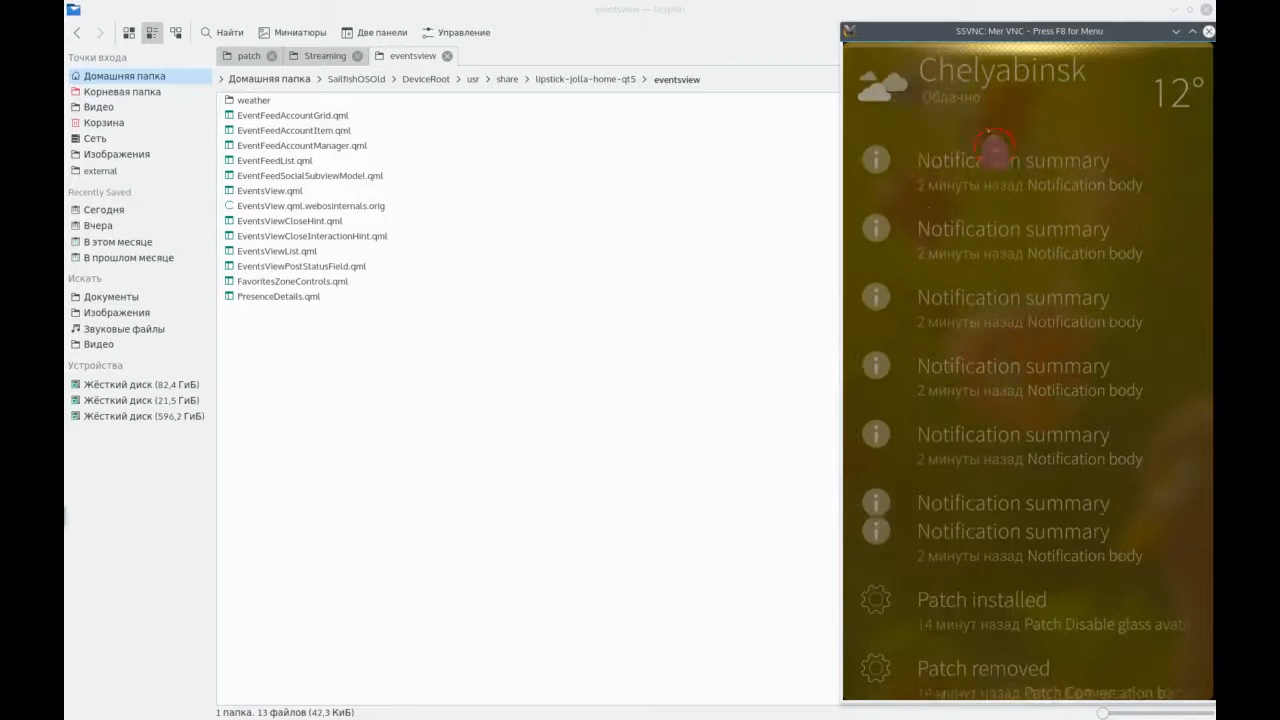 eventsview — Dolphin
Найти
Миниатюры
Две панели
Управление
SSVNC: Mer VNC - Press F8 for Menu
Точки входа
Домашняя папка
Корневая папка
Видео
Корзина
Сеть
Изображения
external
Recently Saved
Сегодня
Вчера
В этом месяце
В прошлом месяце
Искать
Документы
Изображения
Звуковые файлы
Видео
Устройства
Жёсткий диск (82,4 ГиБ)
Жёсткий диск (21,5 ГиБ)
Жёсткий диск (596,2 ГиБ)
patch
Streaming
eventsview
Домашняя папка > SailfishOSOld > DeviceRoot > usr > share > lipstick-jolla-home-qt5 > eventsview
weather
EventFeedAccountGrid.qml
EventFeedAccountItem.qml
EventFeedAccountManager.qml
EventFeedList.qml
EventFeedSocialSubviewModel.qml
EventsView.qml
EventsView.qml.webosinternals.orig
EventsViewCloseHint.qml
EventsViewCloseInteractionHint.qml
EventsViewList.qml
EventsViewPostStatusField.qml
FavoritesZoneControls.qml
PresenceDetails.qml
1 папка, 13 файлов (42,3 КиБ)
Chelyabinsk
Облачно
12°
Notification summary
2 минуты назад Notification body
Notification summary
2 минуты назад Notification body
Notification summary
2 минуты назад Notification body
Notification summary
2 минуты назад Notification body
Notification summary
2 минуты назад Notification body
Notification summary
Notification summary
2 минуты назад Notification body
Patch installed
14 минут назад Patch Disable glass avata
Patch removed
минут назад Patch Conversation b